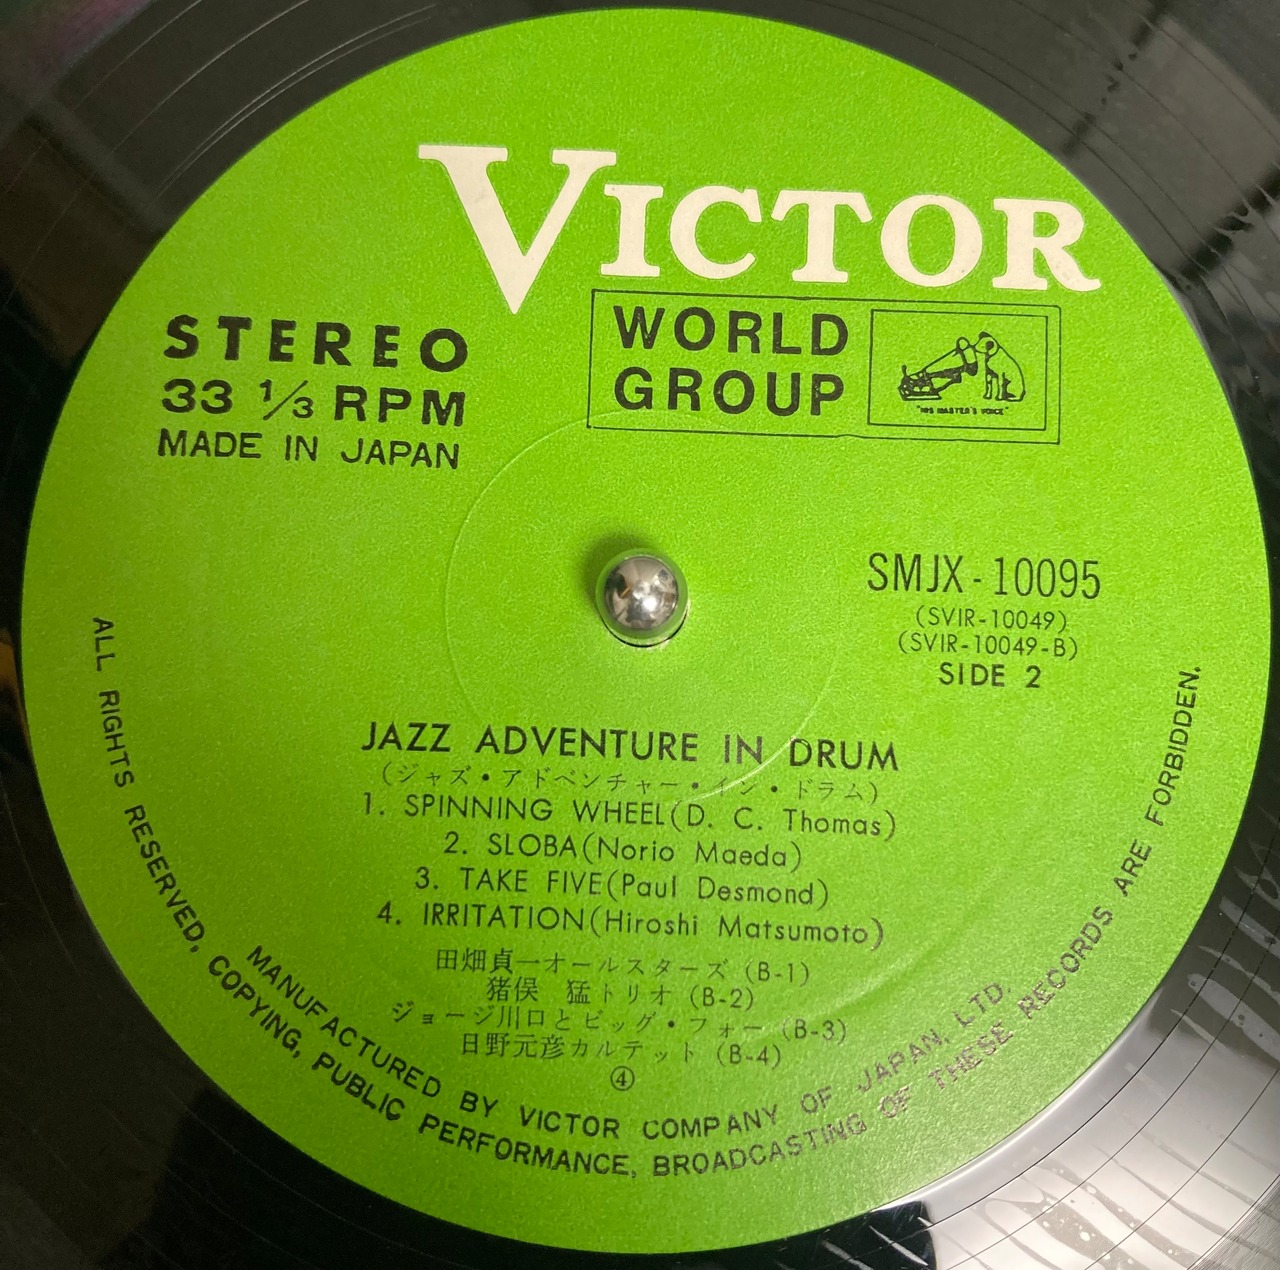 VICTOR
WORLD
GROUP
"HIS MASTER'S VOICE"
STEREO
33 1/3 RPM
MADE IN JAPAN
SMJX-10095
(SVIR-10049)
(SVIR-10049-B)
SIDE 2
JAZZ ADVENTURE IN DRUM
(ジャズ・アドベンチャー・イン・ドラム)
1. SPINNING WHEEL(D. C. Thomas)
2. SLOBA(Norio Maeda)
3. TAKE FIVE(Paul Desmond)
4. IRRITATION(Hiroshi Matsumoto)
田畑貞一オールスターズ (B-1)
猪俣 猛トリオ (B-2)
ジョージ川口とビッグ・フォー (B-3)
日野元彦カルテット (B-4)
④
MANUFACTURED BY VICTOR COMPANY OF JAPAN, LTD.
ALL RIGHTS RESERVED, COPYING, PUBLIC PERFORMANCE, BROADCASTING OF THESE RECORDS ARE FORBIDDEN.